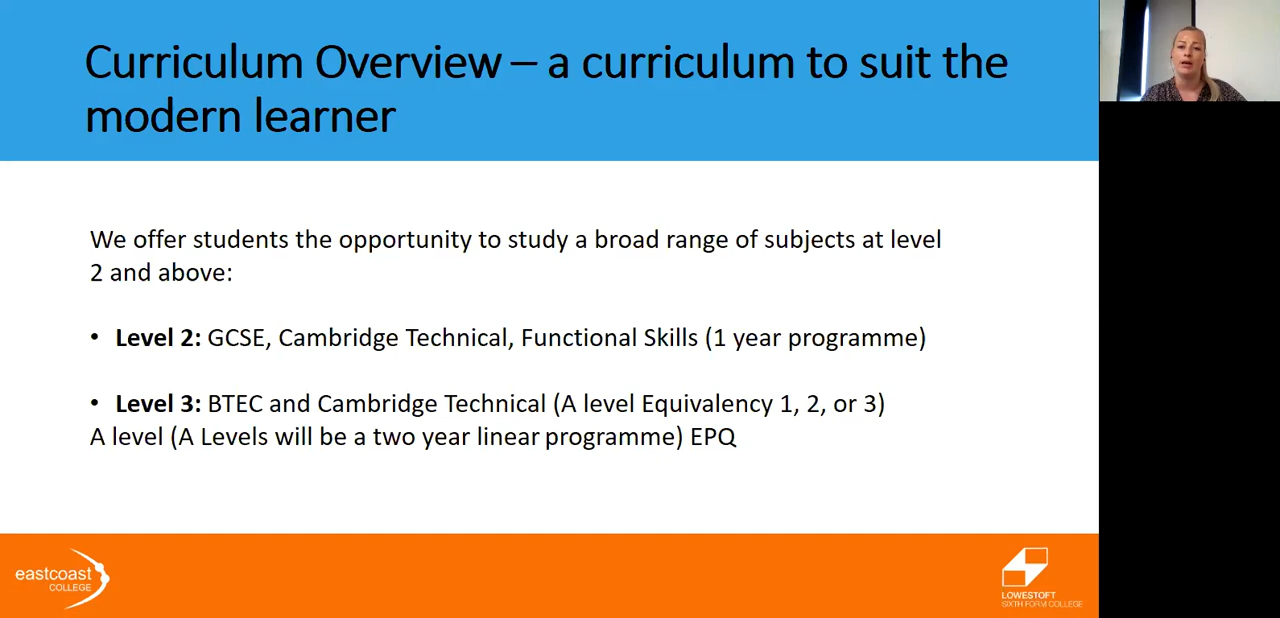 Curriculum Overview – a curriculum to suit the
modern learner
We offer students the opportunity to study a broad range of subjects at level
2 and above:
• Level 2: GCSE, Cambridge Technical, Functional Skills (1 year programme)
• Level 3: BTEC and Cambridge Technical (A level Equivalency 1, 2, or 3)
A level (A Levels will be a two year linear programme) EPQ
eastcoast
COLLEGE
LOWESTOFT
SIXTH FORM COLLEGE